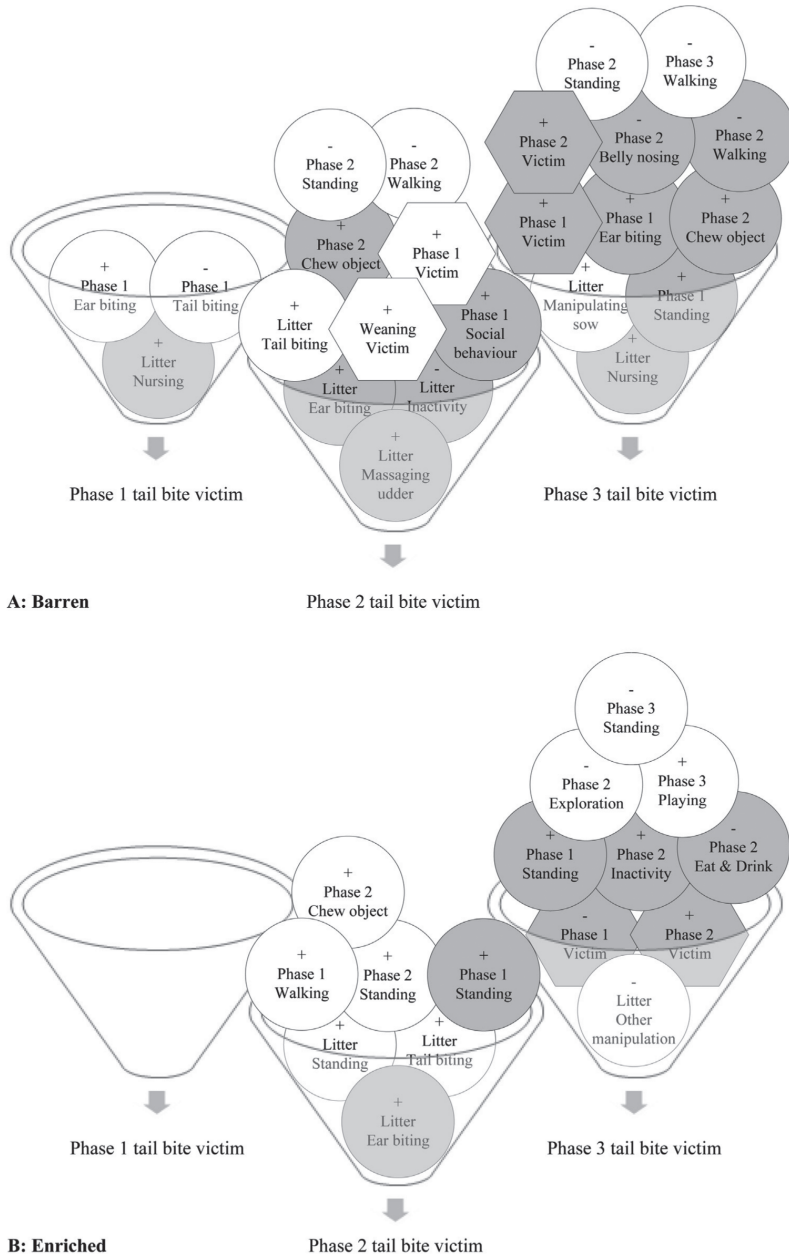 -
Phase 2
Standing
-
Phase 3
Walking
+
Phase 2
Victim
-
Phase 2
Belly nosing
-
Phase 2
Walking
+
Phase 1
Victim
+
Phase 1
Ear biting
+
Phase 2
Chew object
+
Litter
Manipulating
sow
-
Phase 1
Standing
+
Litter
Nursing
-
Phase 2
Standing
-
Phase 2
Walking
+
Phase 2
Chew object
+
Phase 1
Victim
+
Litter
Tail biting
+
Weaning
Victim
+
Phase 1
Social
behaviour
+
Litter
Ear biting
-
Litter
Inactivity
+
Litter
Massaging
udder
+
Phase 1
Ear biting
-
Phase 1
Tail biting
+
Litter
Nursing
Phase 1 tail bite victim
Phase 3 tail bite victim
A: Barren
Phase 2 tail bite victim
-
Phase 3
Standing
-
Phase 2
Exploration
+
Phase 3
Playing
+
Phase 1
Standing
+
Phase 2
Inactivity
-
Phase 2
Eat & Drink
-
Phase 1
Victim
+
Phase 2
Victim
-
Litter
Other
manipulation
+
Phase 2
Chew object
+
Phase 1
Walking
+
Phase 2
Standing
+
Phase 1
Standing
+
Litter
Standing
+
Litter
Tail biting
+
Litter
Ear biting
Phase 1 tail bite victim
Phase 3 tail bite victim
B: Enriched
Phase 2 tail bite victim